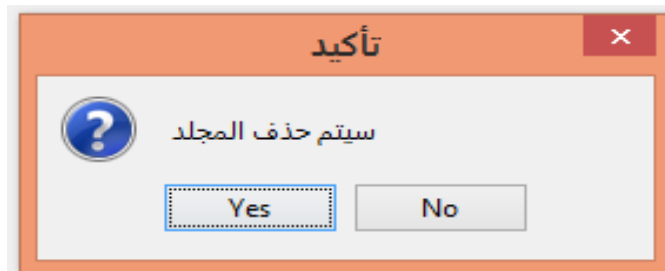 تأكيد
سيتم حذف المجلد
Yes
No